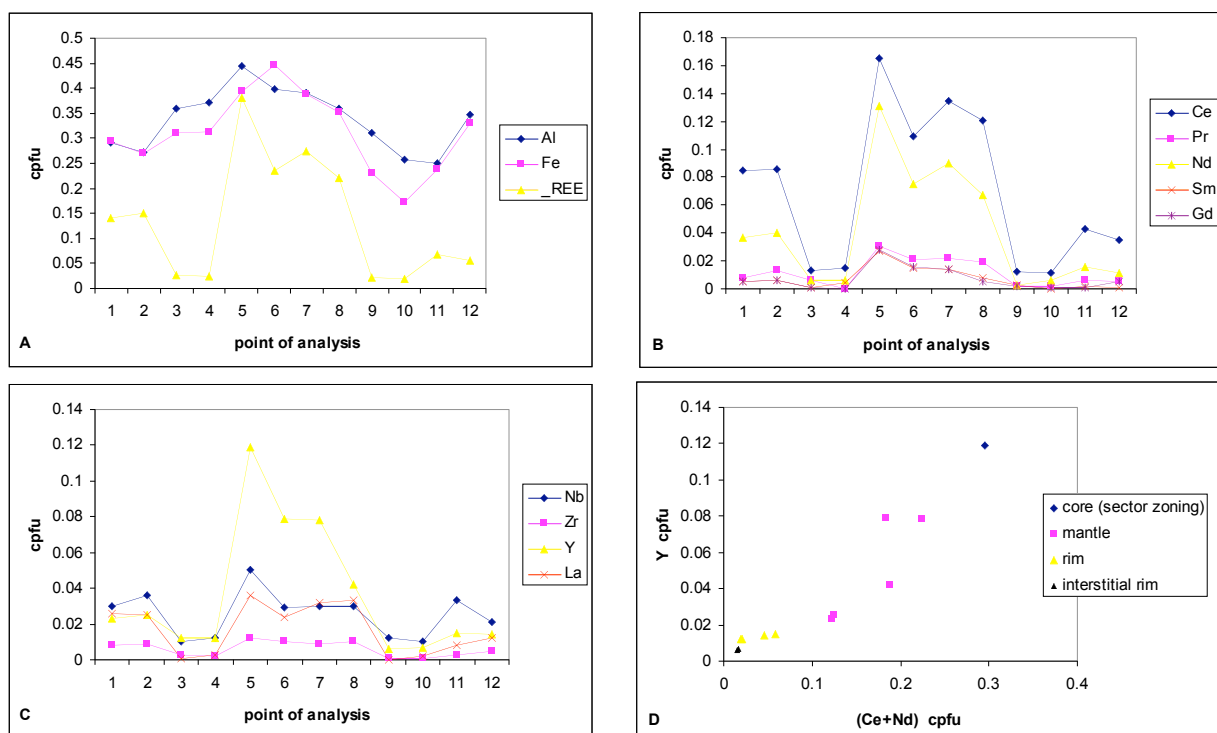 0.5
0.45
0.4
0.35
0.3
0.25
0.2
0.15
0.1
0.05
0
cpfu
1 2 3 4 5 6 7 8 9 10 11 12
point of analysis
A
Al
Fe
_REE
0.18
0.16
0.14
0.12
0.1
0.08
0.06
0.04
0.02
0
cpfu
1 2 3 4 5 6 7 8 9 10 11 12
point of analysis
B
Ce
Pr
Nd
Sm
Gd
0.14
0.12
0.1
0.08
0.06
0.04
0.02
0
cpfu
1 2 3 4 5 6 7 8 9 10 11 12
point of analysis
C
Nb
Zr
Y
La
0.14
0.12
0.1
0.08
0.06
0.04
0.02
0
Y cpfu
0 0.1 0.2 0.3 0.4
(Ce+Nd) cpfu
D
core (sector zoning)
mantle
rim
interstitial rim